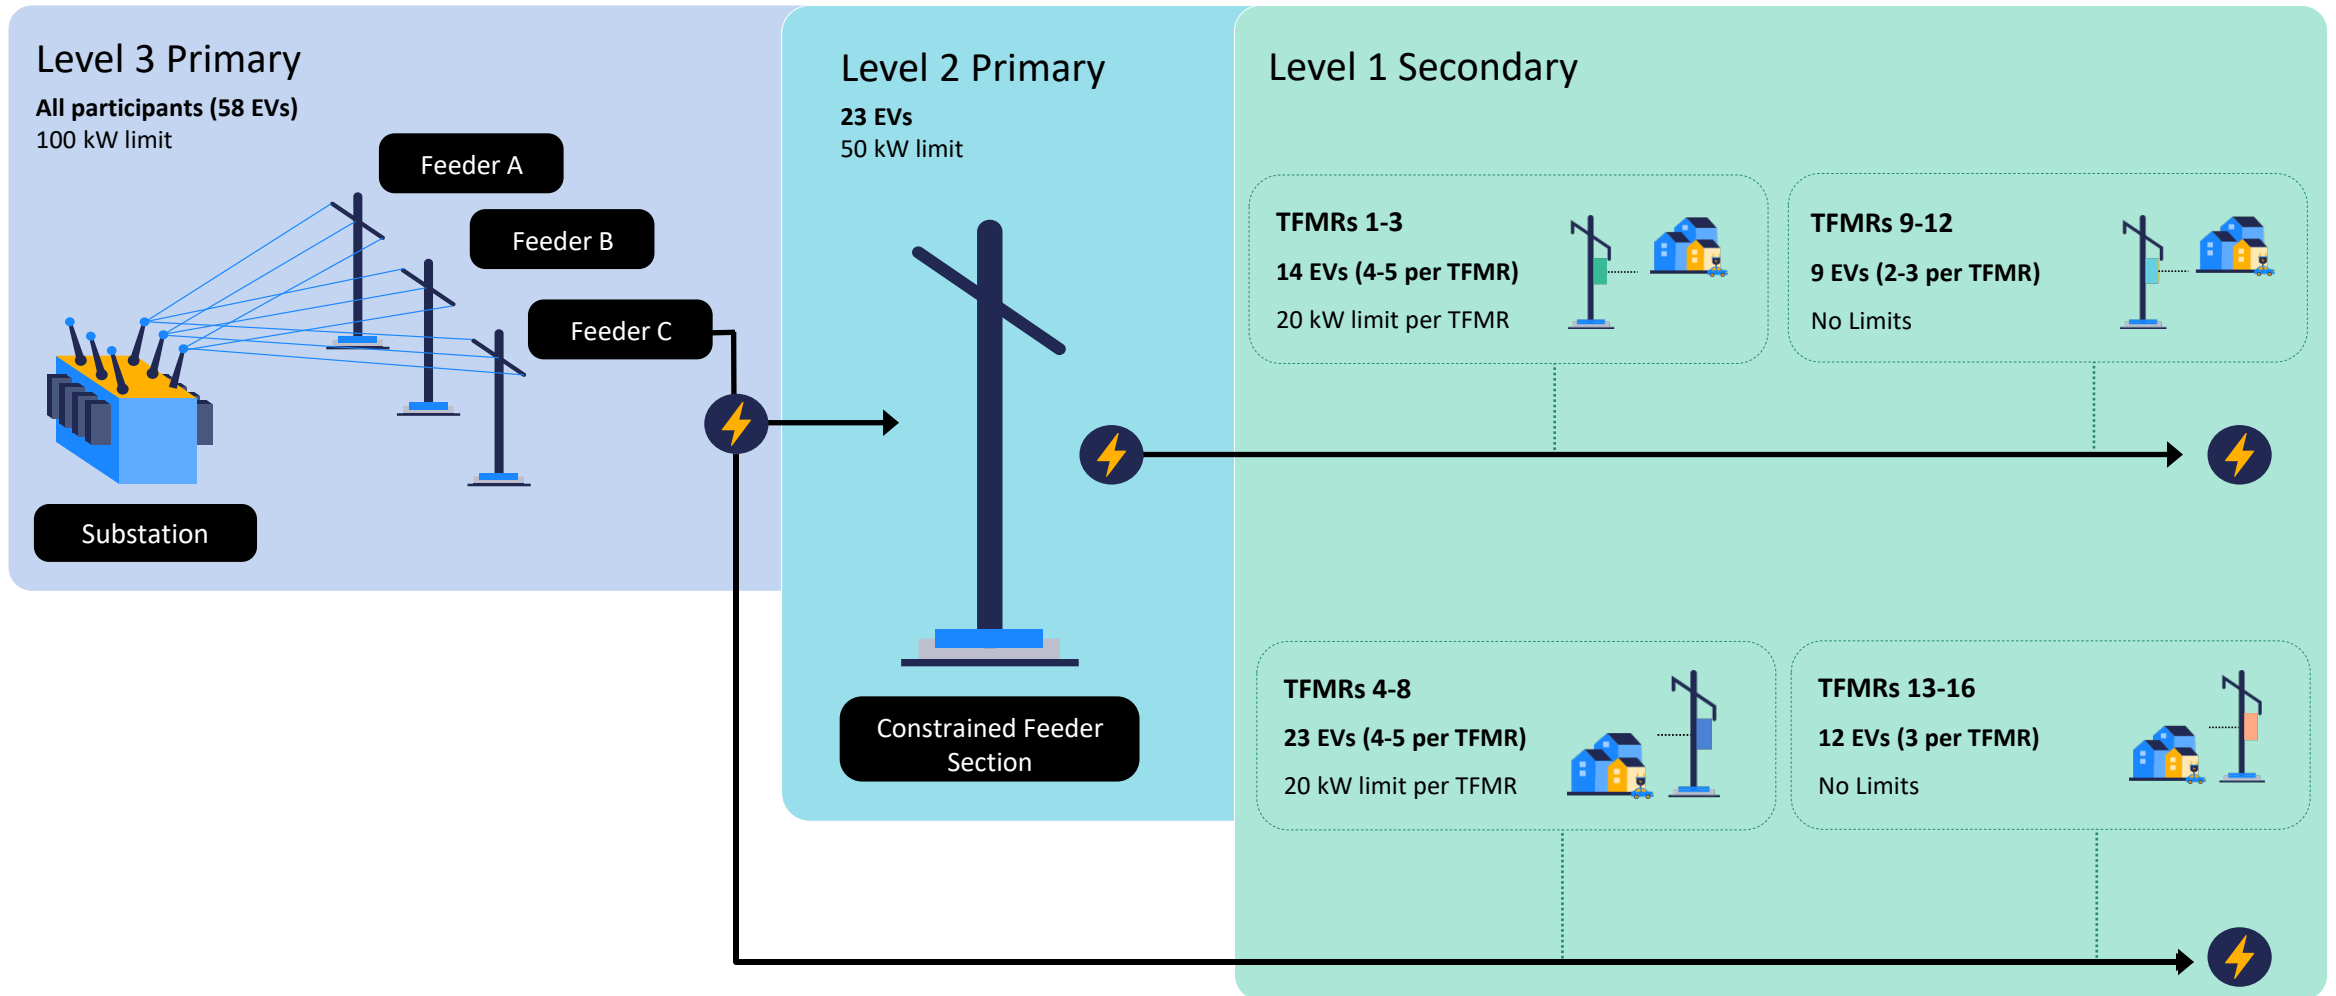 Level 3 Primary
All participants (58 EVs)
100 kW limit
Feeder A
Feeder B
Feeder C
Substation
Level 2 Primary
23 EVs
50 kW limit
Constrained Feeder
Section
Level 1 Secondary
TFMRs 1-3
14 EVs (4-5 per TFMR)
20 kW limit per TFMR
TFMRs 9-12
9 EVs (2-3 per TFMR)
No Limits
TFMRs 4-8
23 EVs (4-5 per TFMR)
20 kW limit per TFMR
TFMRs 13-16
12 EVs (3 per TFMR)
No Limits